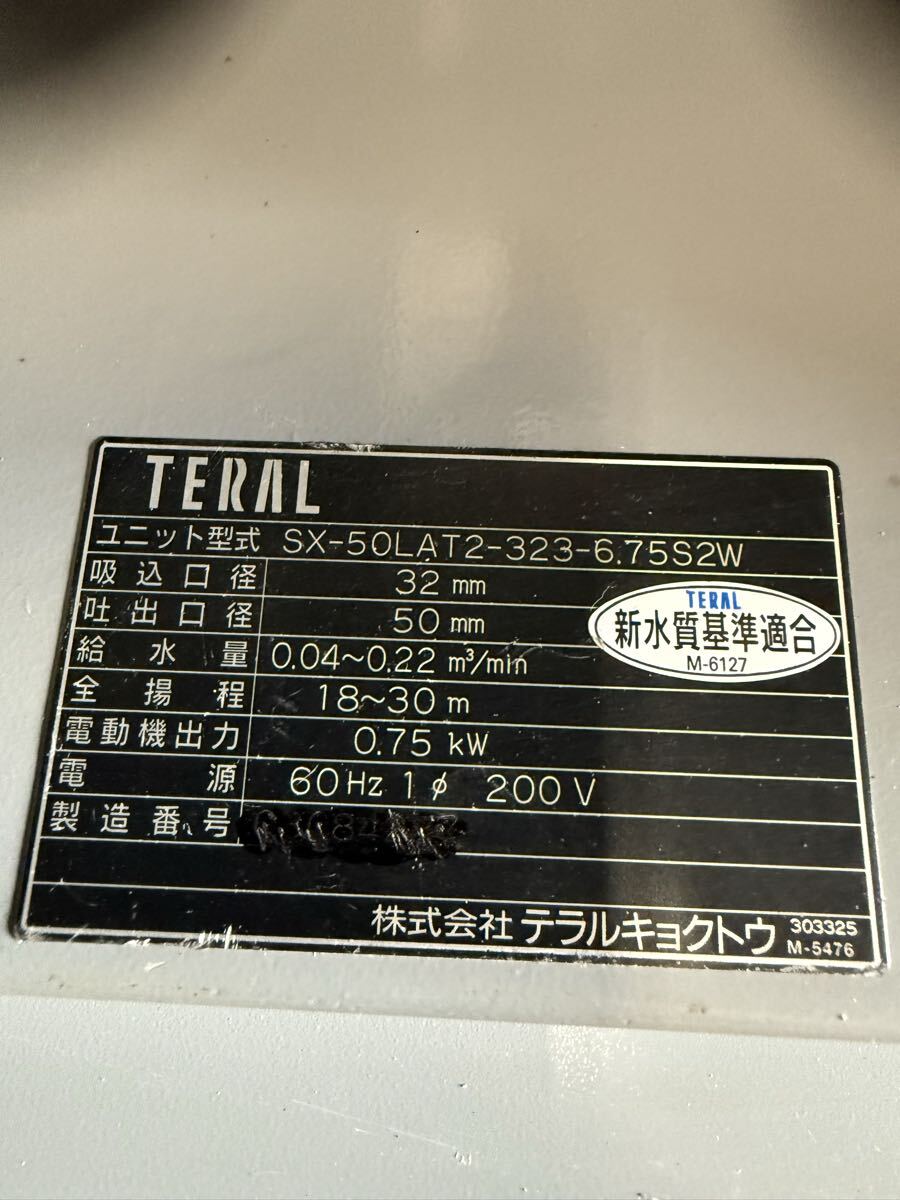 TERAL
ユニット型式 SX-50LAT2-323-6.75S2W
吸込口径 32 mm
吐出口径 50 mm
給水量 0.04~0.22 m³/min
全揚程 18~30 m
電動機出力 0.75 kW
電源 60Hz 1φ 200V
製造番号
TERAL
新水質基準適合
M-6127
株式会社テラルキョクトウ
303325
M-5476